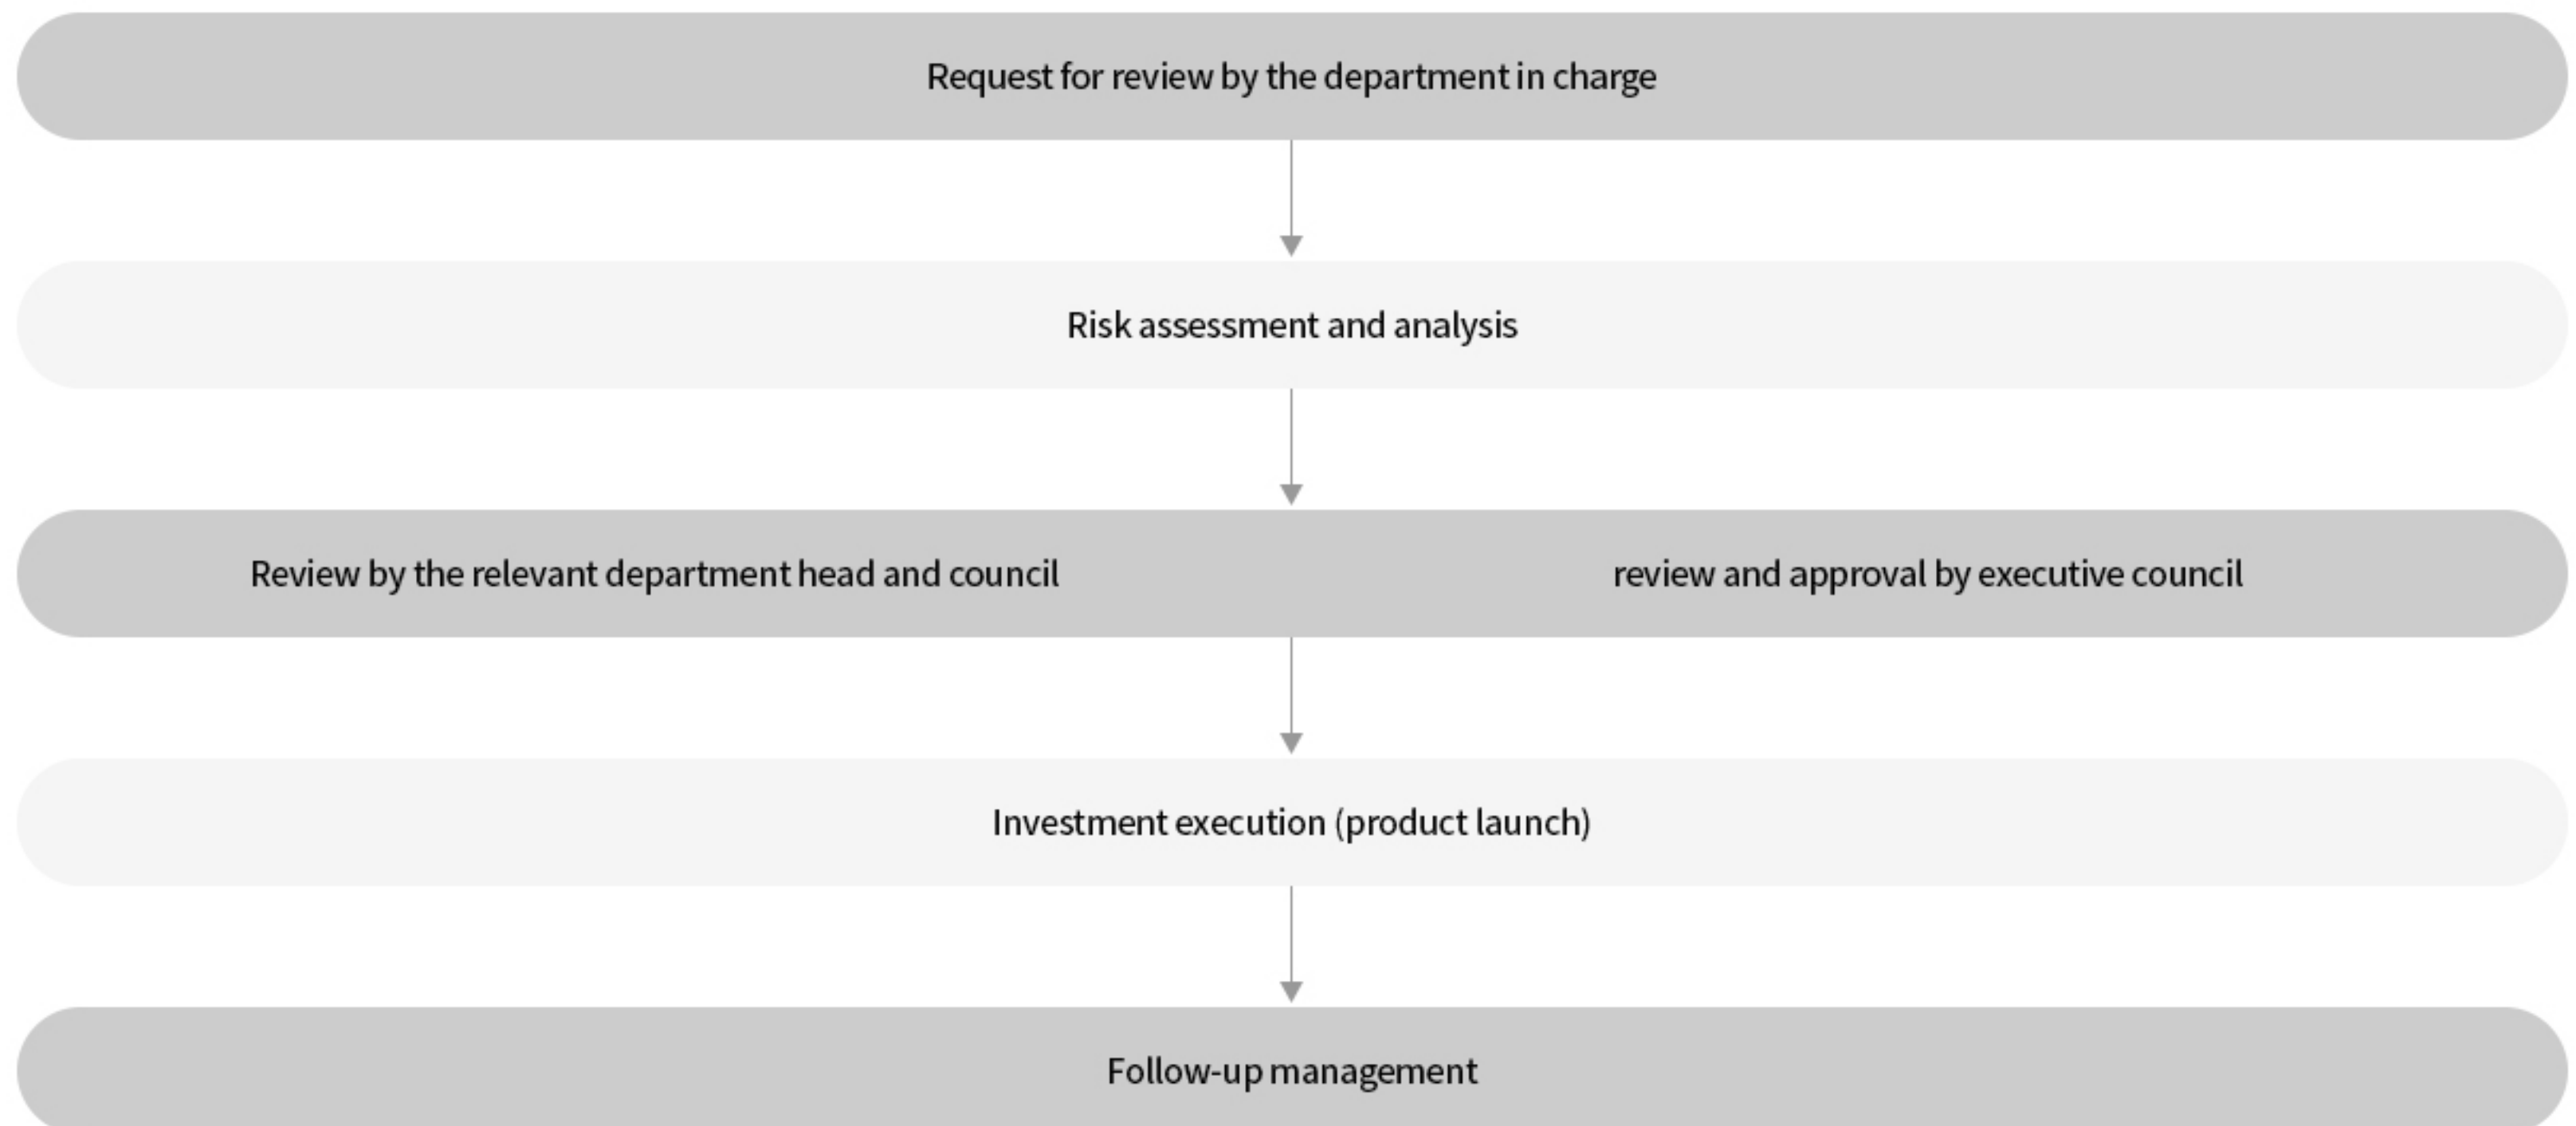 Request for review by the department in charge
Risk assessment and analysis
Review by the relevant department head and council
review and approval by executive council
Investment execution (product launch)
Follow-up management